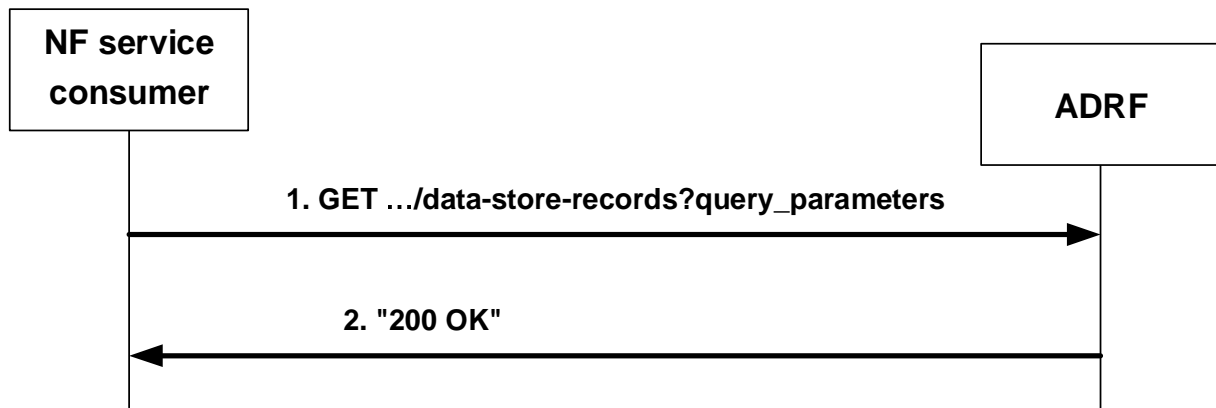 NF service
consumer
ADRF
1. GET …/data-store-records?query_parameters
2. "200 OK"